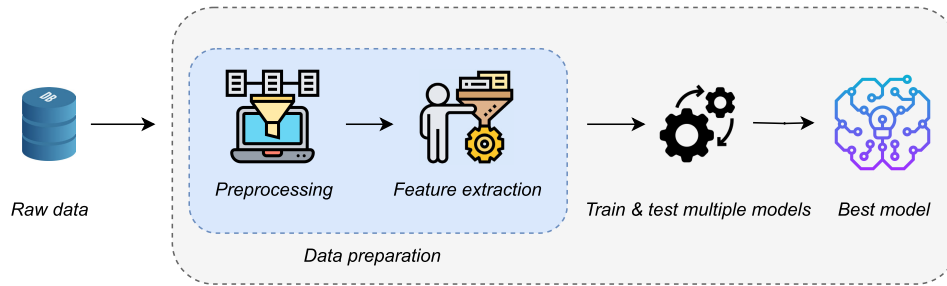 DB
Raw data
Preprocessing
Feature extraction
Data preparation
Train & test multiple models
Best model